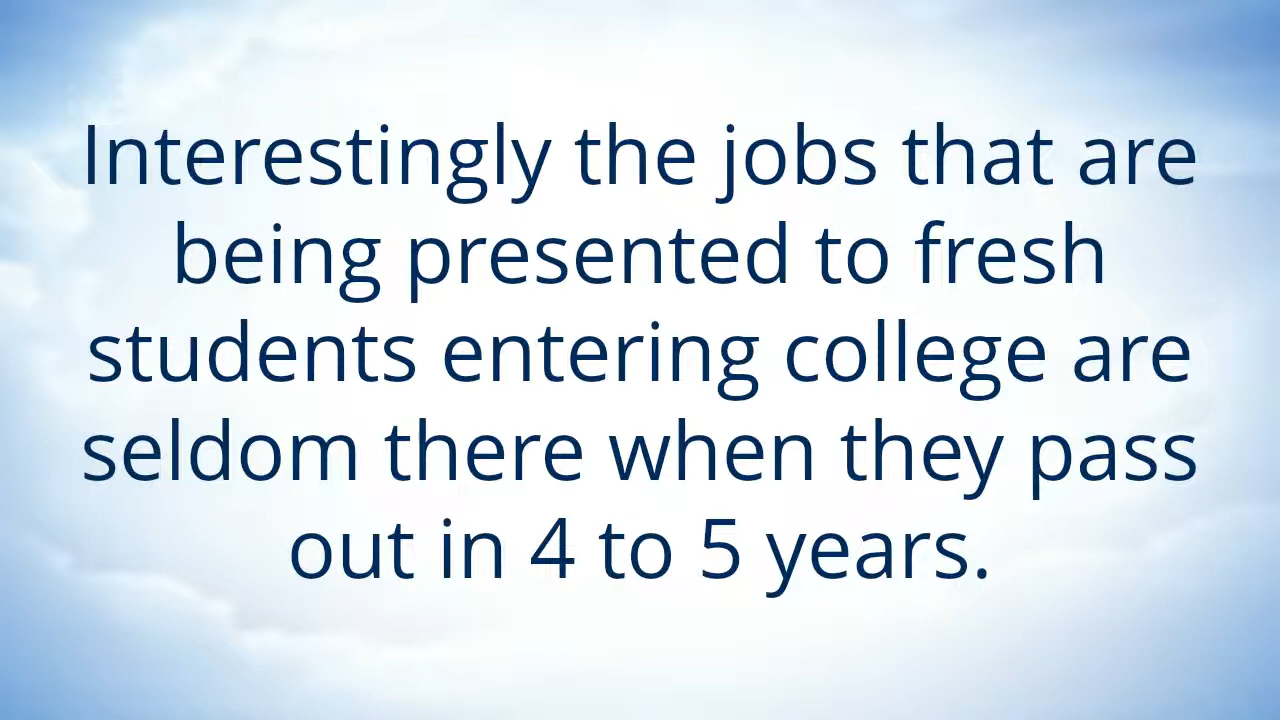 Interestingly the jobs that are
being presented to fresh
students entering college are
seldom there when they pass
out in 4 to 5 years.